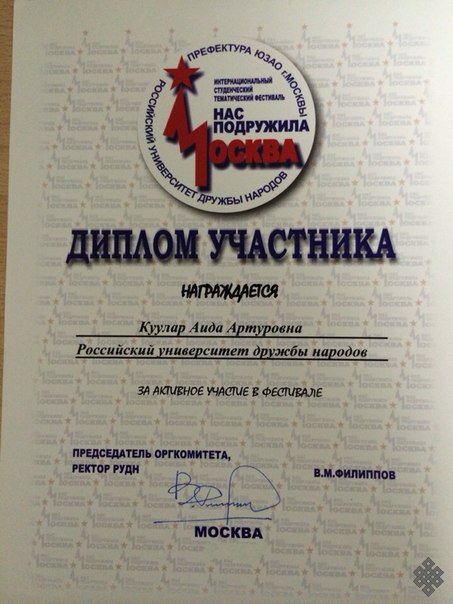 ПРЕФЕКТУРА ЮЗАО г.МОСКВЫ
РОССИЙСКИЙ УНИВЕРСИТЕТ ДРУЖБЫ НАРОДОВ
ИНТЕРНАЦИОНАЛЬНЫЙ
СТУДЕНЧЕСКИЙ
ТЕМАТИЧЕСКИЙ ФЕСТИВАЛЬ
НАС
ПОДРУЖИЛА
МОСКВА
ДИПЛОМ УЧАСТНИКА
НАГРАЖДАЕТСЯ
Куулар Аида Артуровна
Российский университет дружбы народов
ЗА АКТИВНОЕ УЧАСТИЕ В ФЕСТИВАЛЕ
ПРЕДСЕДАТЕЛЬ ОРГКОМИТЕТА,
РЕКТОР РУДН
В.М.ФИЛИППОВ
МОСКВА